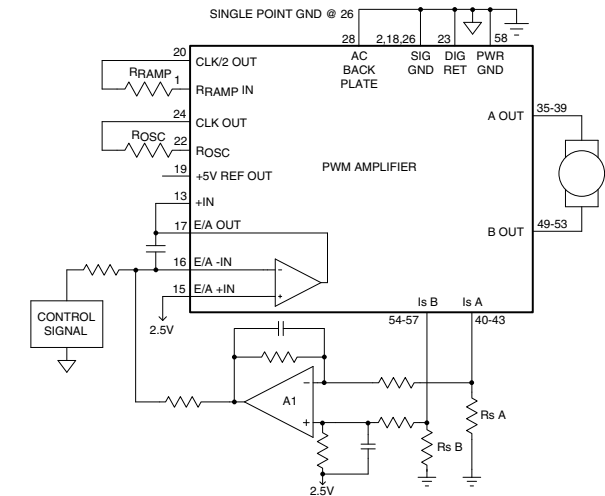 SINGLE POINT GND @ 26
28
2,18,26
23
58
AC
BACK
PLATE
SIG
GND
DIG
RET
PWR
GND
20
CLK/2 OUT
RRAMP
1
RRAMP IN
24
CLK OUT
ROSC
22
ROSC
19
+5V REF OUT
13
+IN
17
E/A OUT
16
E/A -IN
15
E/A +IN
2.5V
PWM AMPLIFIER
A OUT
35-39
B OUT
49-53
Is B
Is A
54-57
40-43
CONTROL
SIGNAL
-
+
A1
-
+
Rs A
Rs B
2.5V